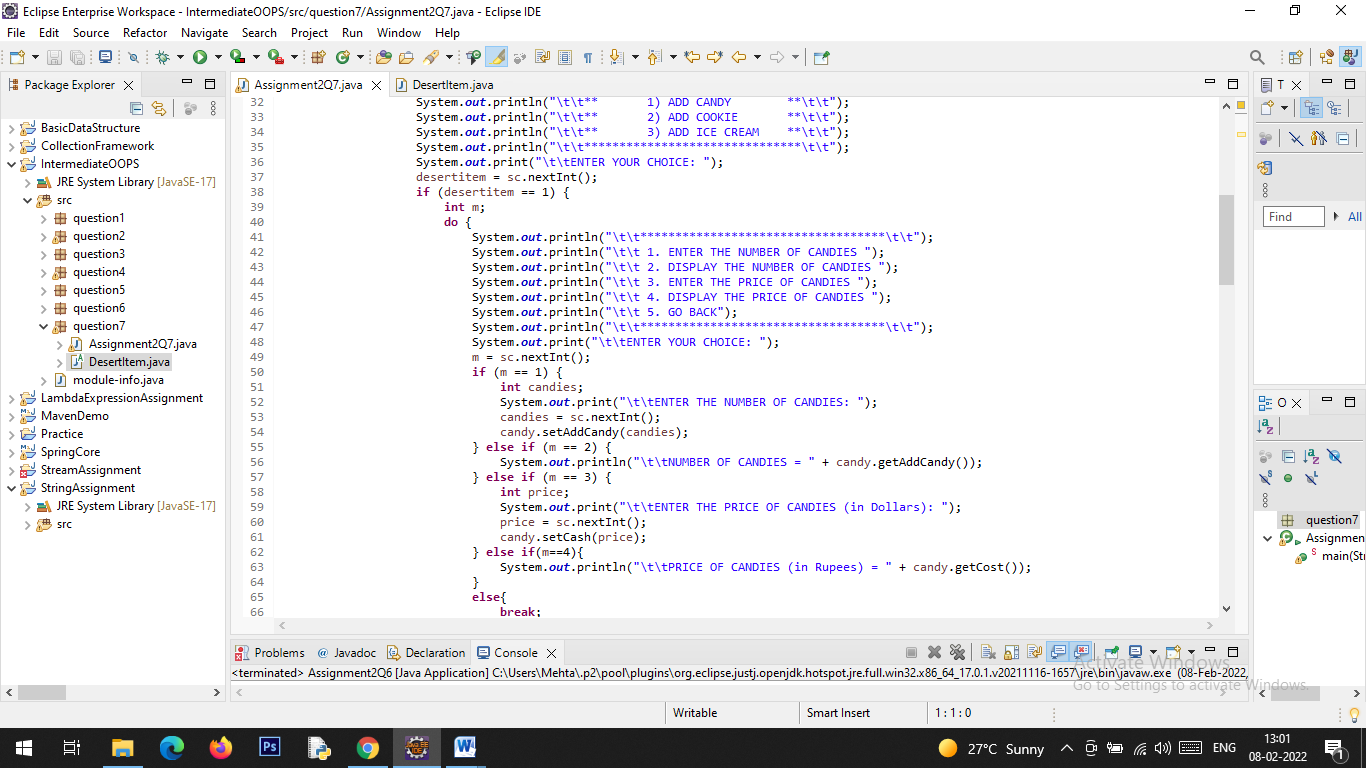 Eclipse Enterprise Workspace - IntermediateOOPS/src/question7/Assignment2Q7.java - Eclipse IDE
File Edit Source Refactor Navigate Search Project Run Window Help
Package Explorer
BasicDataStructure
CollectionFramework
IntermediateOOPS
JRE System Library [JavaSE-17]
src
question1
question2
question3
question4
question5
question6
question7
Assignment2Q7.java
DesertItem.java
module-info.java
LambdaExpressionAssignment
MavenDemo
Practice
SpringCore
StreamAssignment
StringAssignment
JRE System Library [JavaSE-17]
src
Assignment2Q7.java DesertItem.java
32 System.out.println("\t\t** 1) ADD CANDY **\t\t");
33 System.out.println("\t\t** 2) ADD COOKIE **\t\t");
34 System.out.println("\t\t** 3) ADD ICE CREAM **\t\t");
35 System.out.println("\t\t*******************************\t\t");
36 System.out.print("\t\tENTER YOUR CHOICE: ");
37 desertitem = sc.nextInt();
38 if (desertitem == 1) {
39 int m;
40 do {
41 System.out.println("\t\t***********************************\t\t");
42 System.out.println("\t\t 1. ENTER THE NUMBER OF CANDIES ");
43 System.out.println("\t\t 2. DISPLAY THE NUMBER OF CANDIES ");
44 System.out.println("\t\t 3. ENTER THE PRICE OF CANDIES ");
45 System.out.println("\t\t 4. DISPLAY THE PRICE OF CANDIES ");
46 System.out.println("\t\t 5. GO BACK");
47 System.out.println("\t\t***********************************\t\t");
48 System.out.print("\t\tENTER YOUR CHOICE: ");
49 m = sc.nextInt();
50 if (m == 1) {
51 int candies;
52 System.out.print("\t\tENTER THE NUMBER OF CANDIES: ");
53 candies = sc.nextInt();
54 candy.setAddCandy(candies);
55 } else if (m == 2) {
56 System.out.println("\t\tNUMBER OF CANDIES = " + candy.getAddCandy());
57 } else if (m == 3) {
58 int price;
59 System.out.print("\t\tENTER THE PRICE OF CANDIES (in Dollars): ");
60 price = sc.nextInt();
61 candy.setCash(price);
62 } else if(m==4){
63 System.out.println("\t\tPRICE OF CANDIES (in Rupees) = " + candy.getCost());
64 }
65 else{
66 break;
T
Find All
O
question7
Assignmen
main(Stri
Problems @ Javadoc Declaration Console
<terminated> Assignment2Q6 [Java Application] C:\Users\Mehta\.p2\pool\plugins\org.eclipse.justj.openjdk.hotspot.jre.full.win32.x86_64_17.0.1.v20211116-1657\jre\bin\javaw.exe (08-Feb-2022,
Activate Windows
Go to Settings to activate Windows.
Writable Smart Insert 1 : 1 : 0
27°C Sunny ENG 13:01
08-02-2022